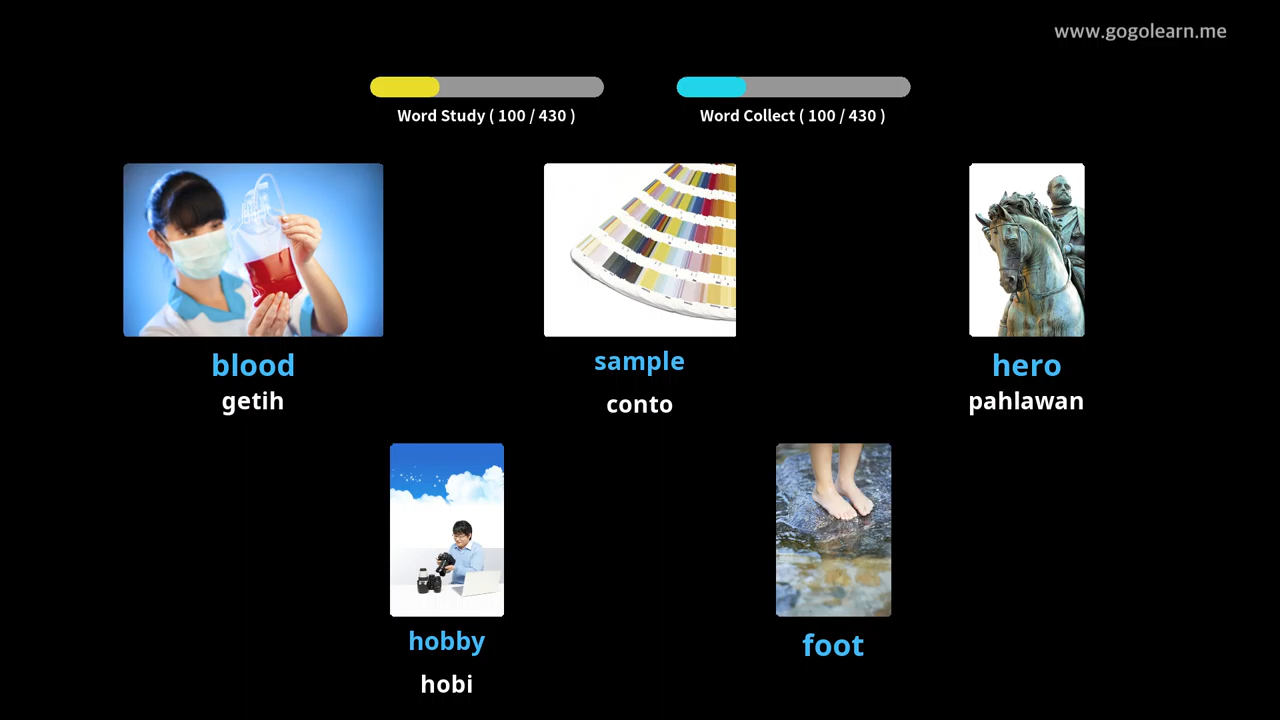 www.gogolearn.me
Word Study ( 100 / 430 )
Word Collect ( 100 / 430 )
blood
getih
sample
conto
hero
pahlawan
hobby
hobi
foot